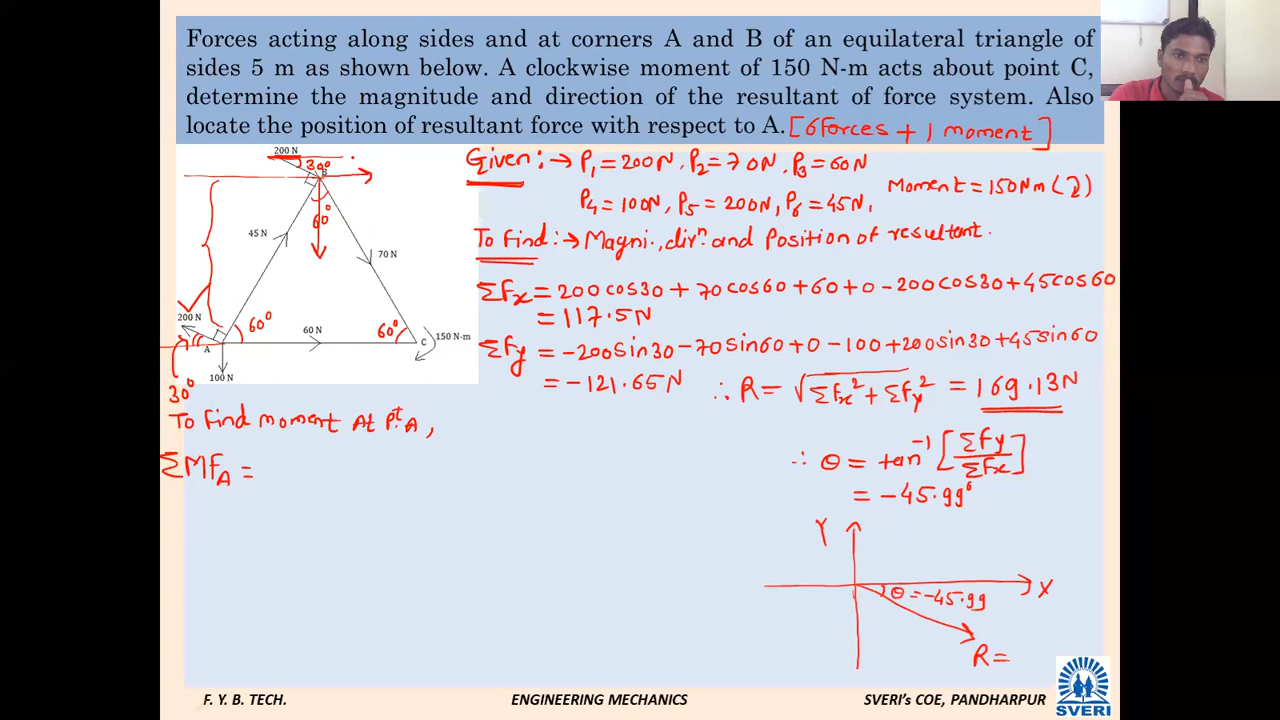 Forces acting along sides and at corners A and B of an equilateral triangle of
sides 5 m as shown below. A clockwise moment of 150 N-m acts about point C,
determine the magnitude and direction of the resultant of force system. Also
locate the position of resultant force with respect to A. [6 Forces + 1 moment]
200 N
30°
B
60°
45 N
70 N
200 N
60°
60°
60 N
A
C
150 N-m
100 N
30°
Given :→ P1 = 200N, P2 = 70N, P3 = 60N
P4 = 100N, P5 = 200N, P6 = 45N,
Moment = 150Nm (↻)
To Find :→ Magni., dirⁿ and Position of resultant.
ΣFx = 200cos30 + 70cos60 + 60 + 0 - 200cos30 + 45cos60
= 117.5N
ΣFy = -200sin30 - 70sin60 + 0 - 100 + 200sin30 + 45sin60
= -121.65N
∴ R = √ΣFx² + ΣFy² = 169.13N
∴ θ = tan⁻¹ [ΣFy/ΣFx]
= -45.99°
To Find moment At Pt. A,
ΣMFA =
Y
X
θ = -45.99
R =
F. Y. B. TECH.
ENGINEERING MECHANICS
SVERI's COE, PANDHARPUR
SVERI